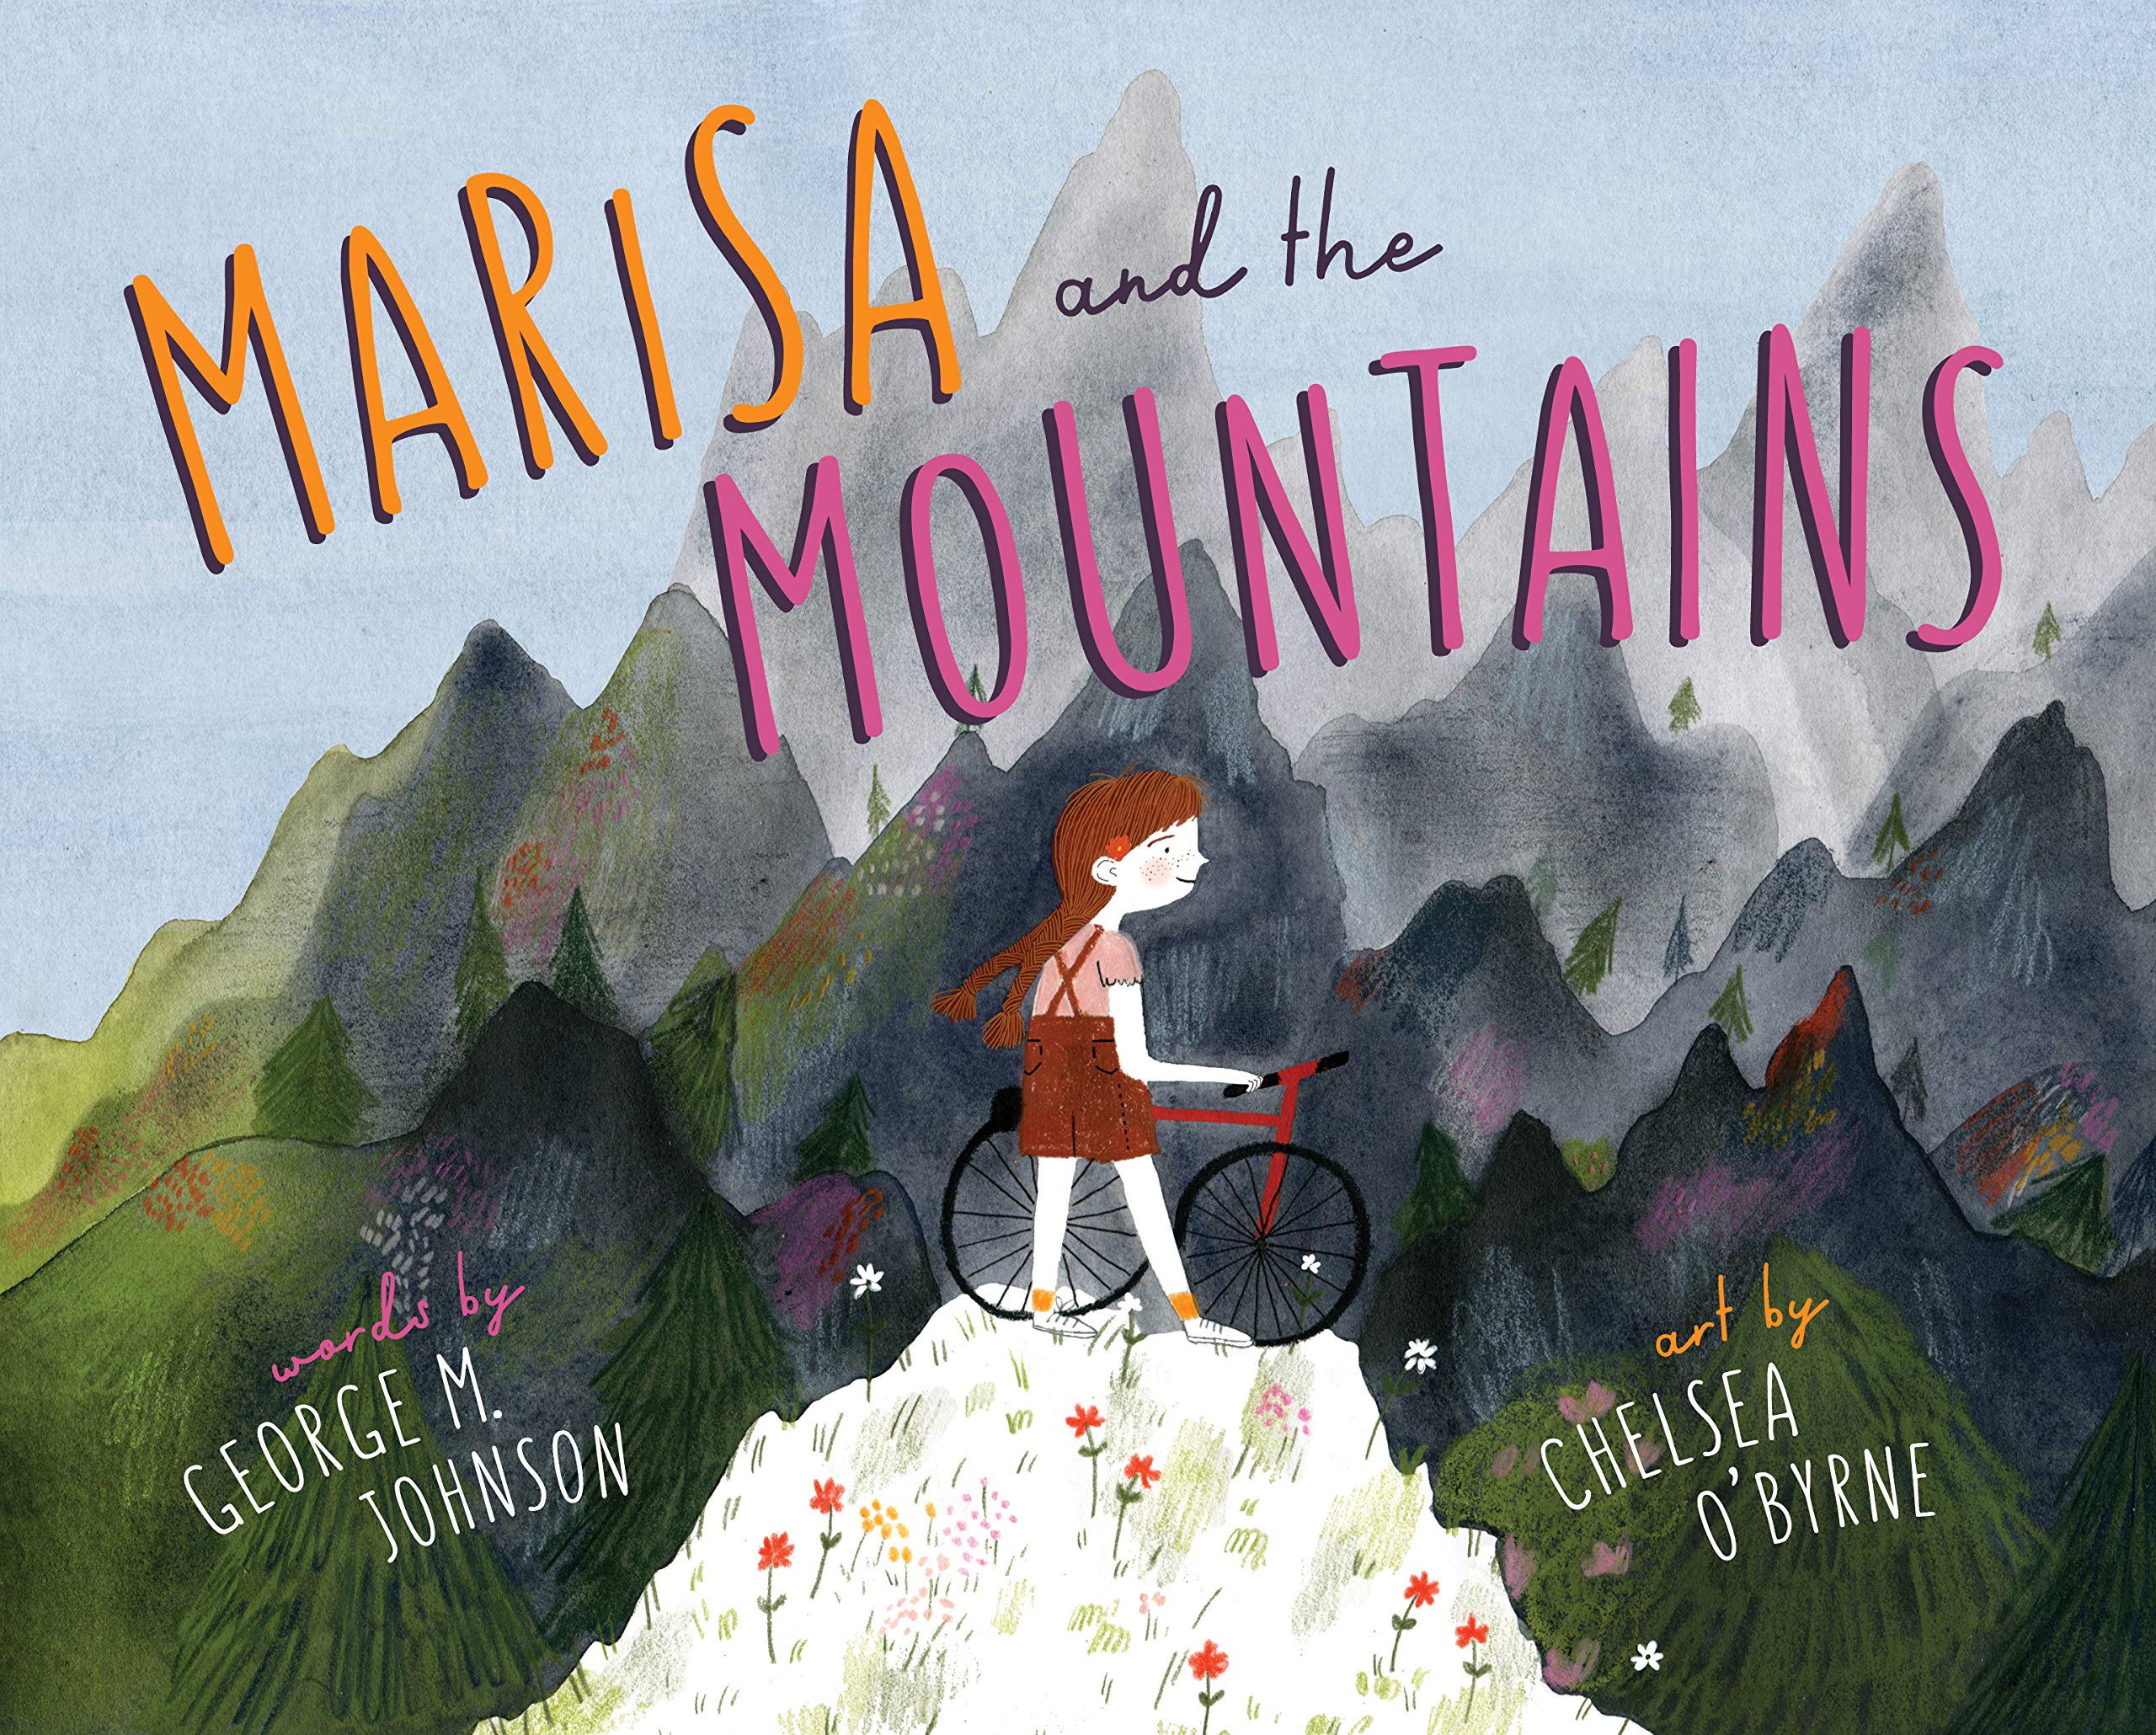 MARISA and the
MOUNTAINS
words by
GEORGE M.
JOHNSON
art by
CHELSEA
O'BYRNE